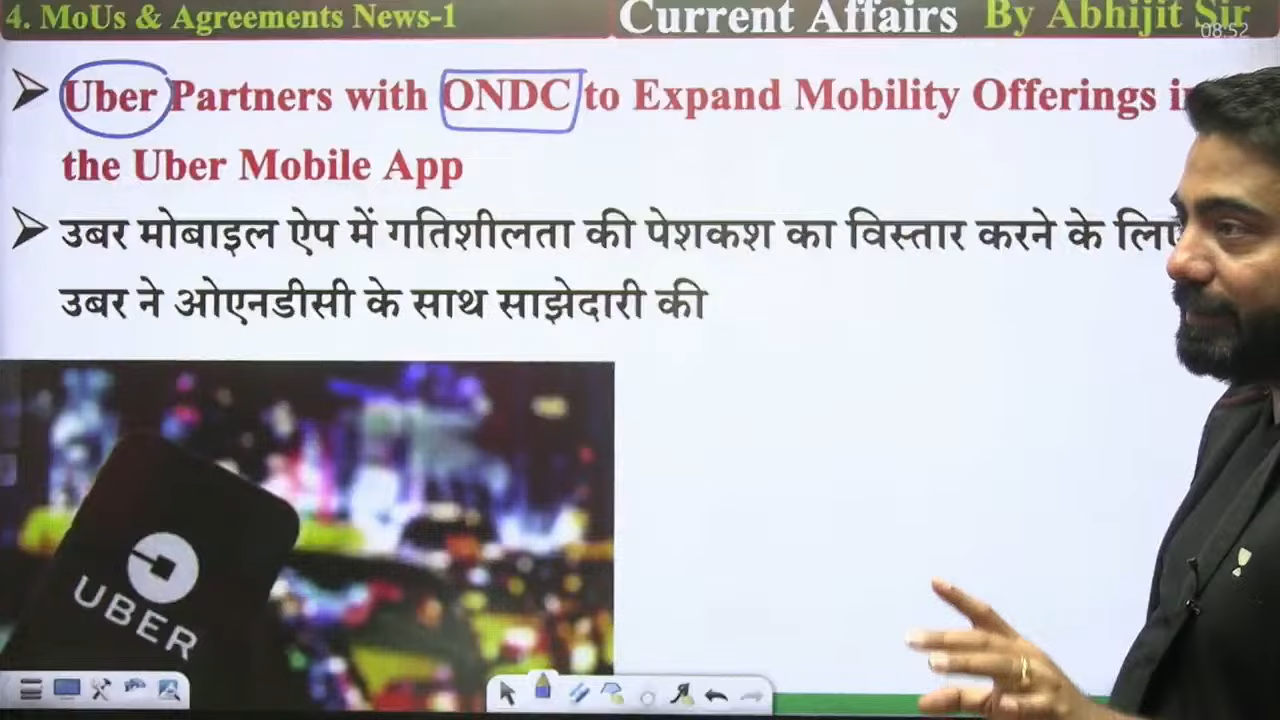 4. MoUs & Agreements News-1
Current Affairs By Abhijit Sir
08:52
Uber Partners with ONDC to Expand Mobility Offerings in
the Uber Mobile App
उबर मोबाइल ऐप में गतिशीलता की पेशकश का विस्तार करने के लिए
उबर ने ओएनडीसी के साथ साझेदारी की
UBER